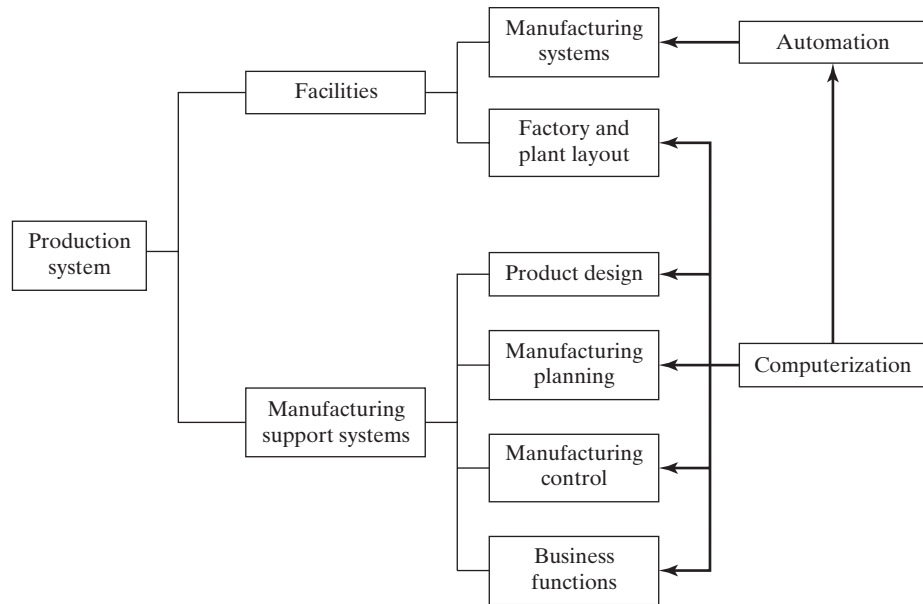 Manufacturing
systems
Automation
Facilities
Factory and
plant layout
Production
system
Product design
Manufacturing
planning
Computerization
Manufacturing
support systems
Manufacturing
control
Business
functions